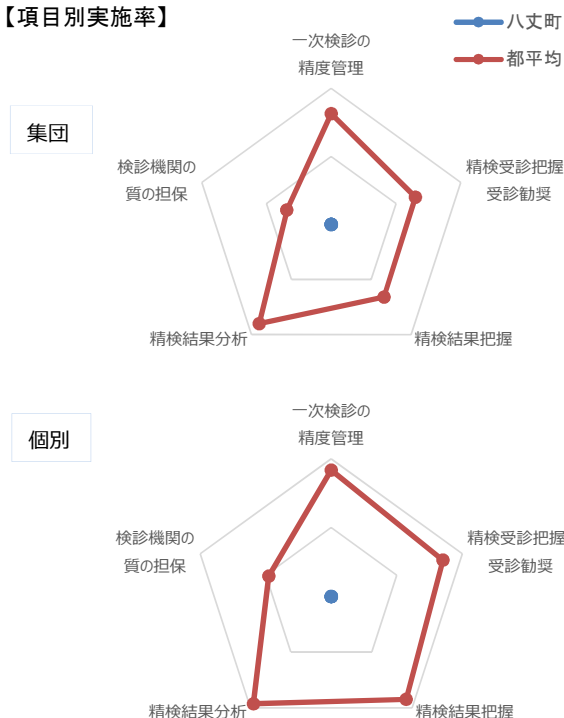 【項目別実施率】
八丈町
都平均
集団
一次検診の
精度管理
精検受診把握
受診勧奨
精検結果把握
精検結果分析
検診機関の
質の担保
個別
一次検診の
精度管理
精検受診把握
受診勧奨
精検結果把握
精検結果分析
検診機関の
質の担保